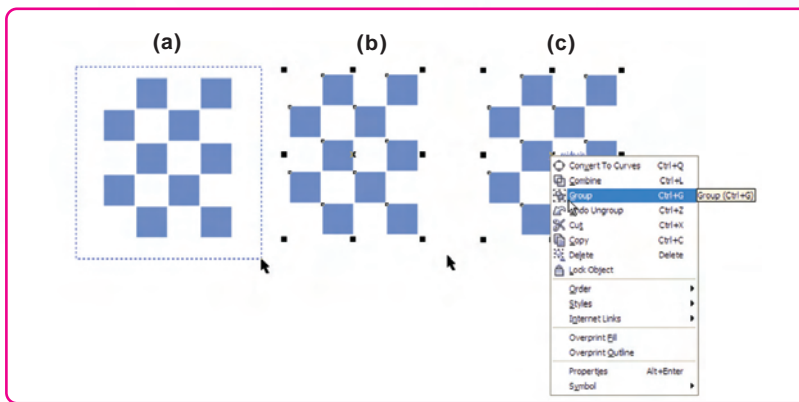 (a)
(b)
(c)
Convert To Curves Ctrl+Q
Combine Ctrl+L
Group Ctrl+G
Group (Ctrl+G)
Undo Ungroup Ctrl+Z
Cut Ctrl+X
Copy Ctrl+C
Delete Delete
Lock Object
Order
Styles
Internet Links
Overprint Fill
Overprint Outline
Properties Alt+Enter
Symbol